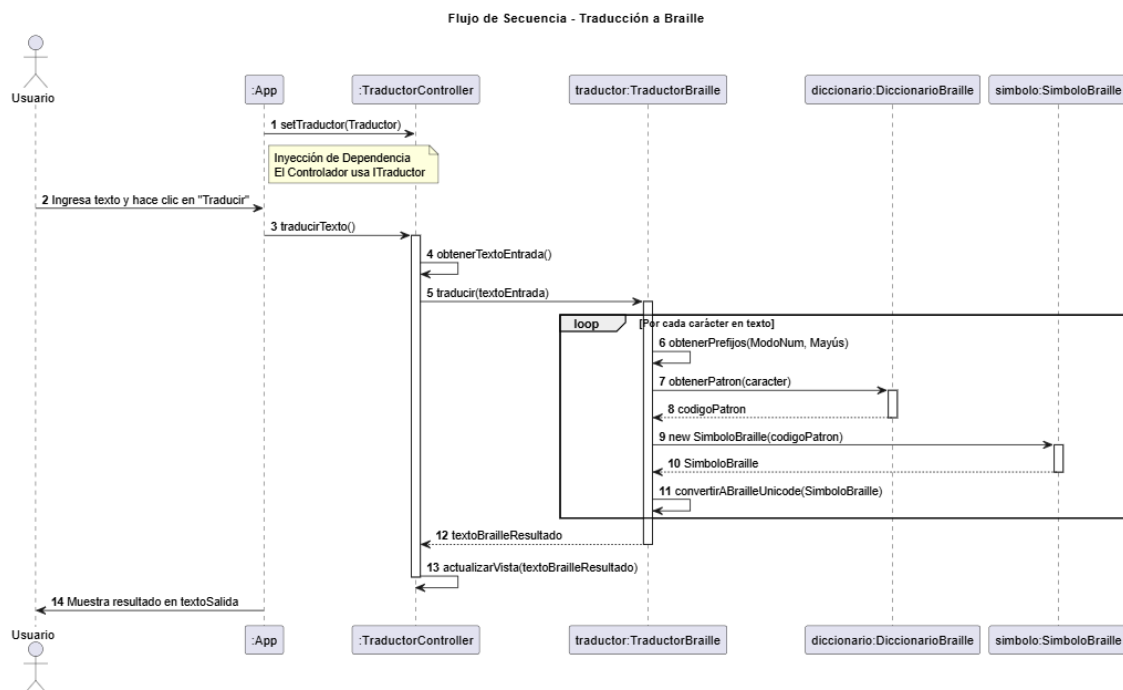 Flujo de Secuencia - Traducción a Braille
Usuario
:App
:TraductorController
traductor:TraductorBraille
diccionario:DiccionarioBraille
simbolo:SimboloBraille
1 setTraductor(Traductor)
Inyección de Dependencia
El Controlador usa ITraductor
2 Ingresa texto y hace clic en "Traducir"
3 traducirTexto()
4 obtenerTextoEntrada()
5 traducir(textoEntrada)
loop
[Por cada carácter en texto]
6 obtenerPrefijos(ModoNum, Mayús)
7 obtenerPatron(caracter)
8 codigoPatron
9 new SimboloBraille(codigoPatron)
10 SimboloBraille
11 convertirABrailleUnicode(SimboloBraille)
12 textoBrailleResultado
13 actualizarVista(textoBrailleResultado)
14 Muestra resultado en textoSalida
Usuario
:App
:TraductorController
traductor:TraductorBraille
diccionario:DiccionarioBraille
simbolo:SimboloBraille